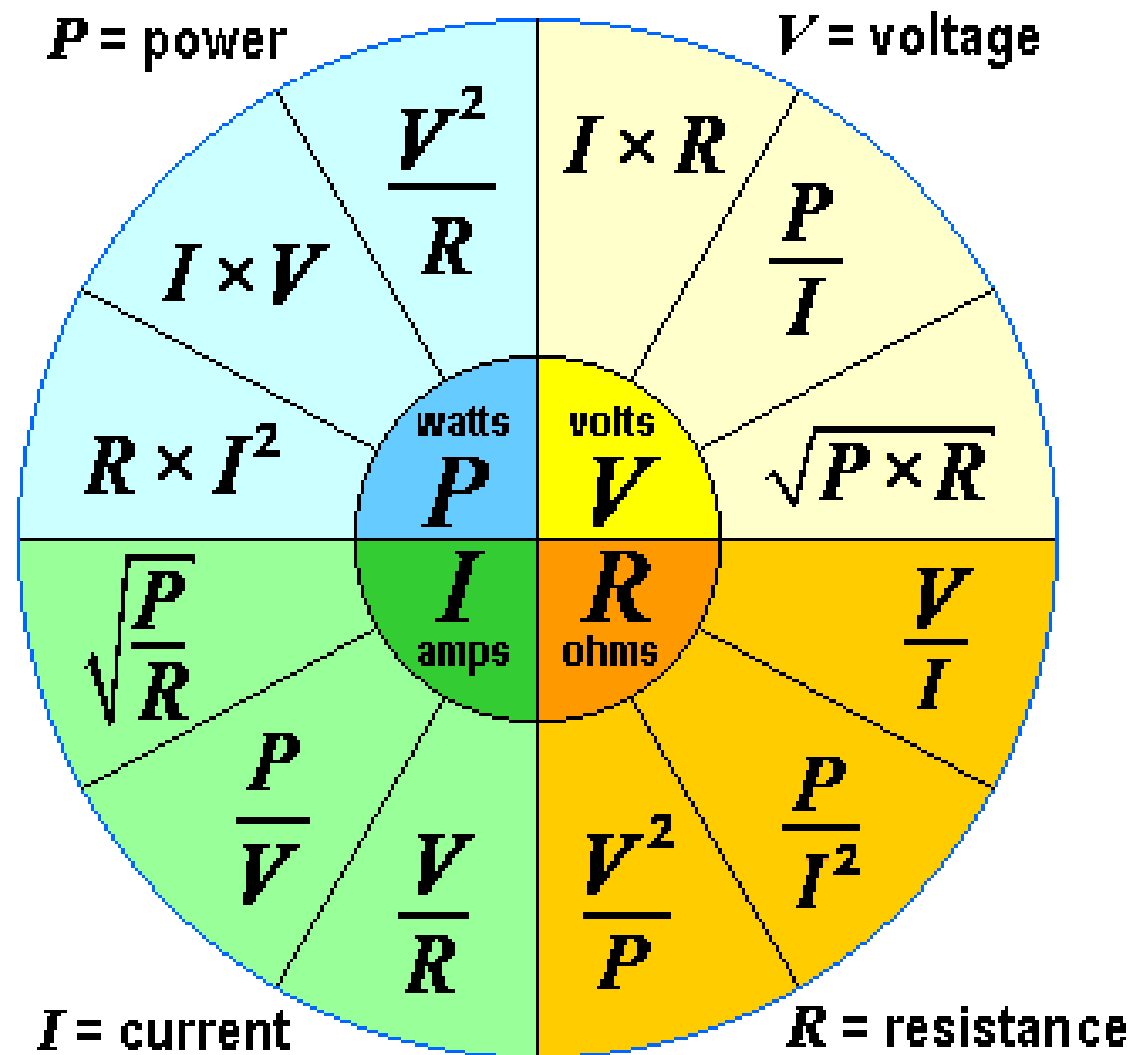 P = power
V = voltage
V²
R
I × V
R × I²
I × R
P
I
√P × R
watts
P
volts
V
I
amps
R
ohms
√P
R
P
V
V
R
V
I
P
I²
V²
P
I = current
R = resistance